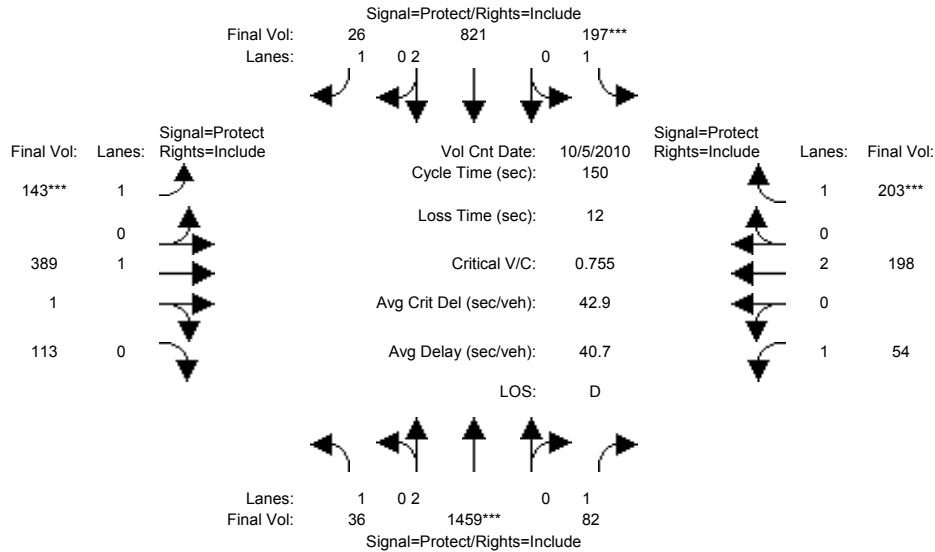 Signal=Protect/Rights=Include
Final Vol: 26 821 197***
Lanes: 1 0 2 0 1
Signal=Protect Signal=Protect
Final Vol: Lanes: Rights=Include Vol Cnt Date: 10/5/2010 Rights=Include Lanes: Final Vol:
Cycle Time (sec): 150
143*** 1 1 203***
Loss Time (sec): 12
0 0
389 1 Critical V/C: 0.755 2 198
1 Avg Crit Del (sec/veh): 42.9 0
113 0 Avg Delay (sec/veh): 40.7 1 54
LOS: D
Lanes: 1 0 2 0 1
Final Vol: 36 1459*** 82
Signal=Protect/Rights=Include